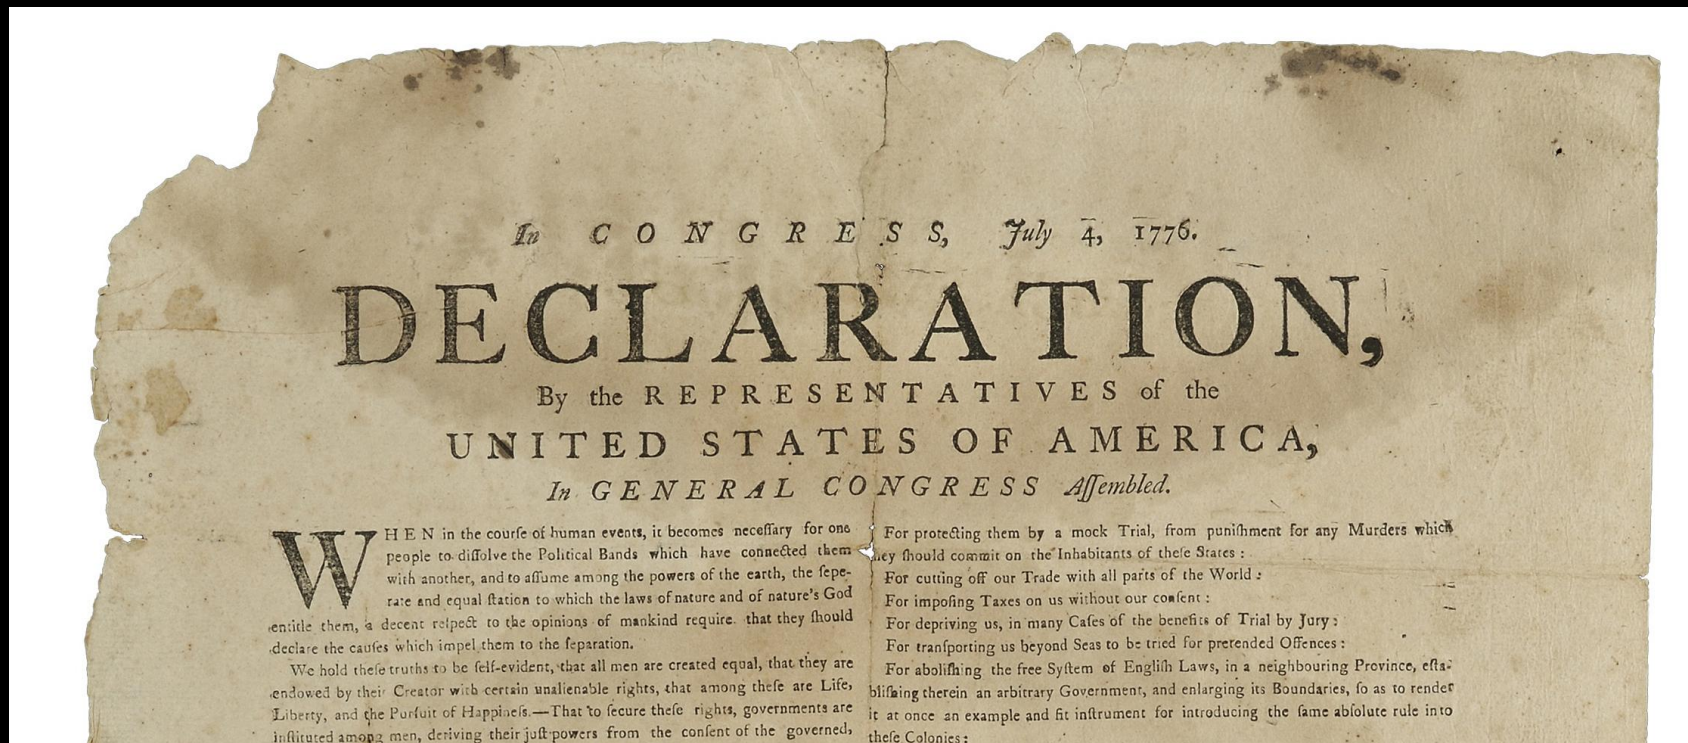 In CONGRESS, July 4, 1776.
DECLARATION,
By the REPRESENTATIVES of the
UNITED STATES OF AMERICA,
In GENERAL CONGRESS Aſſembled.
WHEN in the courſe of human events, it becomes neceſſary for one
people to diſſolve the Political Bands which have connected them
with another, and to aſſume among the powers of the earth, the ſepe-
rate and equal ſtation to which the laws of nature and of nature's God
entitle them, a decent reſpect to the opinions of mankind require that they ſhould
declare the cauſes which impel them to the ſeparation.
We hold theſe truths to be ſelf-evident, that all men are created equal, that they are
endowed by their Creator with certain unalienable rights, that among theſe are Life,
Liberty, and the Purſuit of Happineſs.—That to ſecure theſe rights, governments are
inſtituted among men, deriving their juſt powers from the conſent of the governed,
For protecting them by a mock Trial, from puniſhment for any Murders which
hey ſhould commit on the Inhabitants of theſe States :
For cutting off our Trade with all parts of the World :
For impoſing Taxes on us without our conſent :
For depriving us, in many Caſes of the benefits of Trial by Jury :
For tranſporting us beyond Seas to be tried for pretended Offences :
For aboliſhing the free Syſtem of Engliſh Laws, in a neighbouring Province, eſta-
bliſhing therein an arbitrary Government, and enlarging its Boundaries, ſo as to render
it at once an example and fit inſtrument for introducing the ſame abſolute rule into
theſe Colonies :